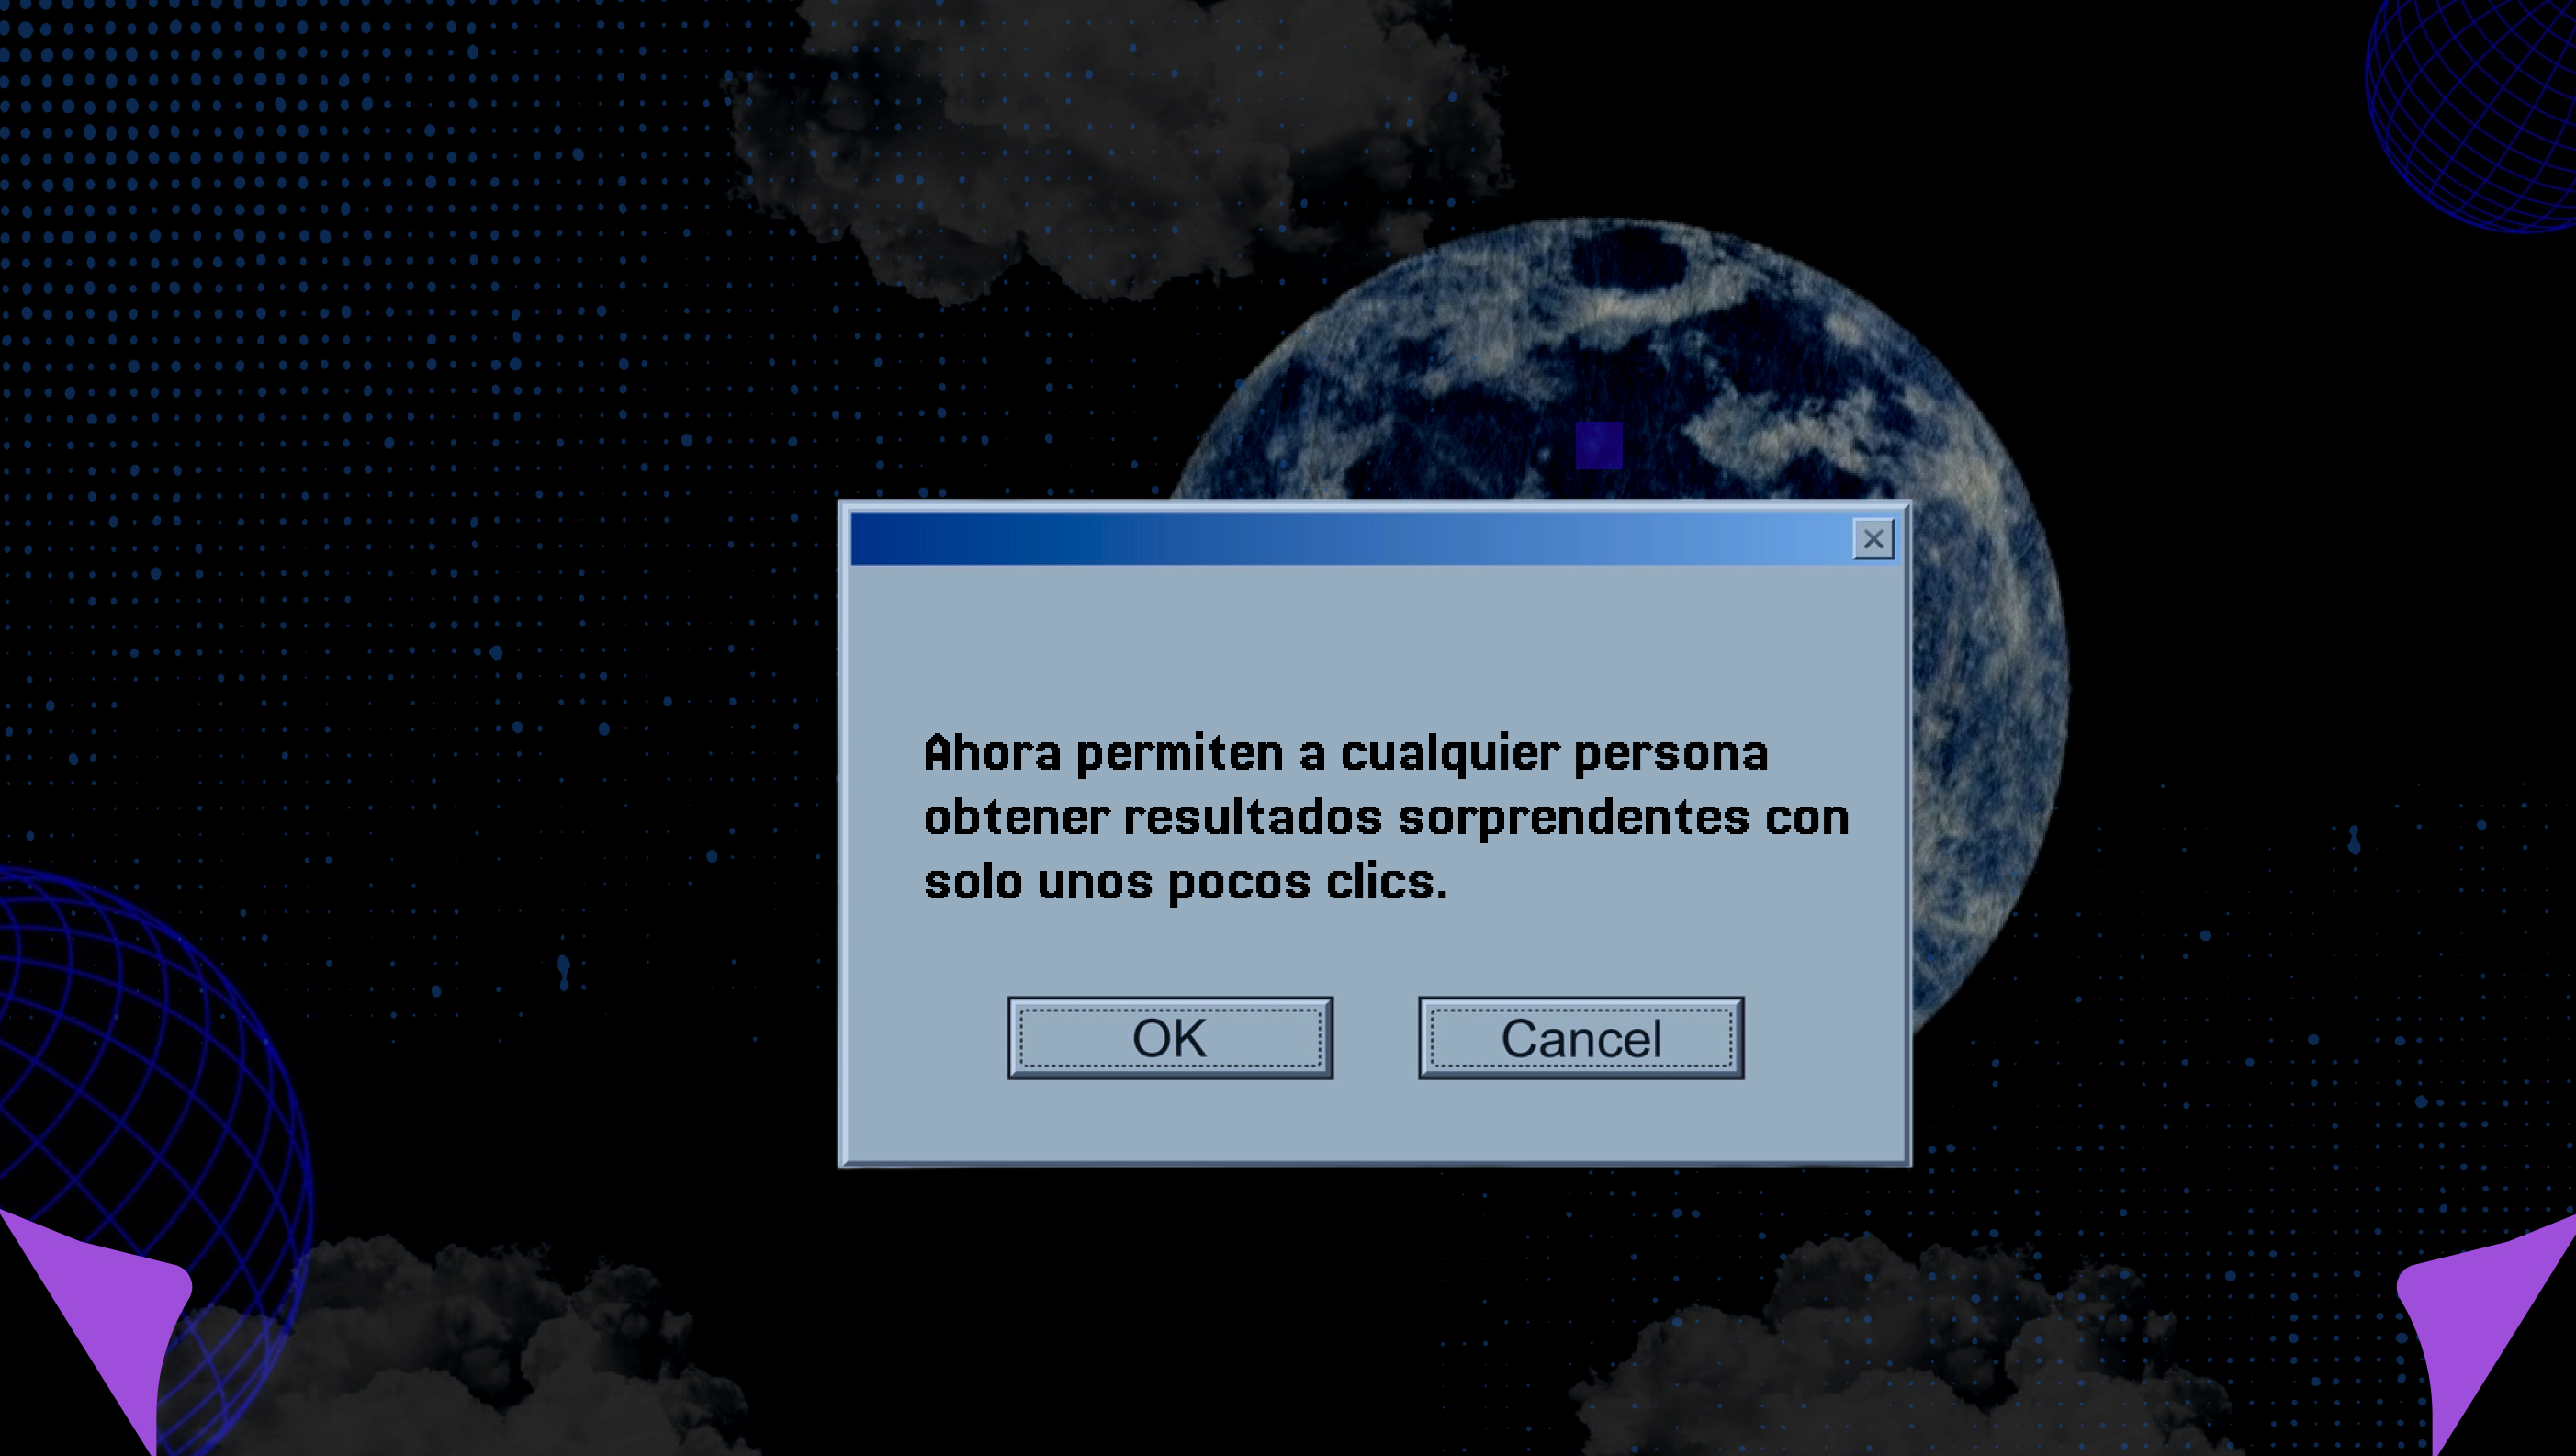 Ahora permiten a cualquier persona
obtener resultados sorprendentes con
solo unos pocos clics.
OK
Cancel